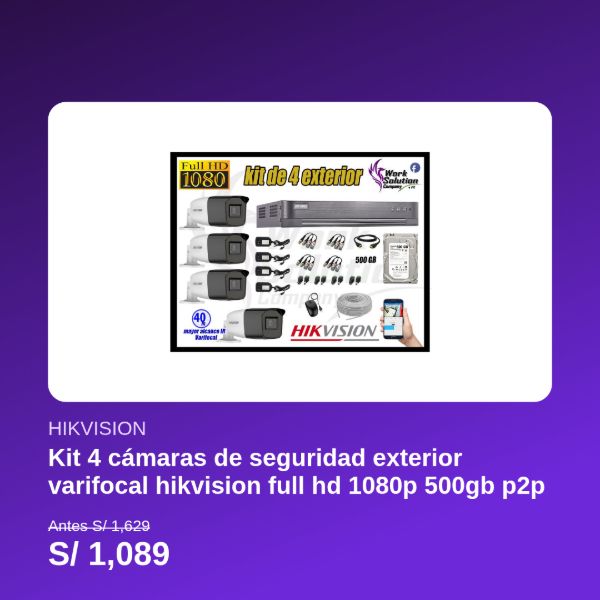 Full HD
1080
kit de 4 exterior
Work
Solution
Company
500 GB
40
mayor alcance IR
Varifocal
HIKVISION
HIKVISION
Kit 4 cámaras de seguridad exterior
varifocal hikvision full hd 1080p 500gb p2p
Antes S/ 1,629
S/ 1,089